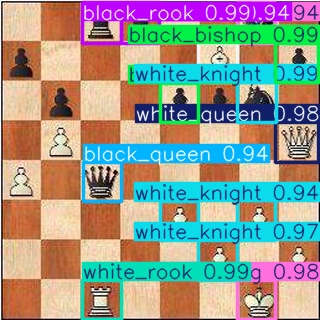 black_rook 0.99 0.94 94
black_bishop 0.99
white_knight 0.99
white_queen 0.98
black_queen 0.94
white_knight 0.94
white_knight 0.97
white_rook 0.99 g 0.98